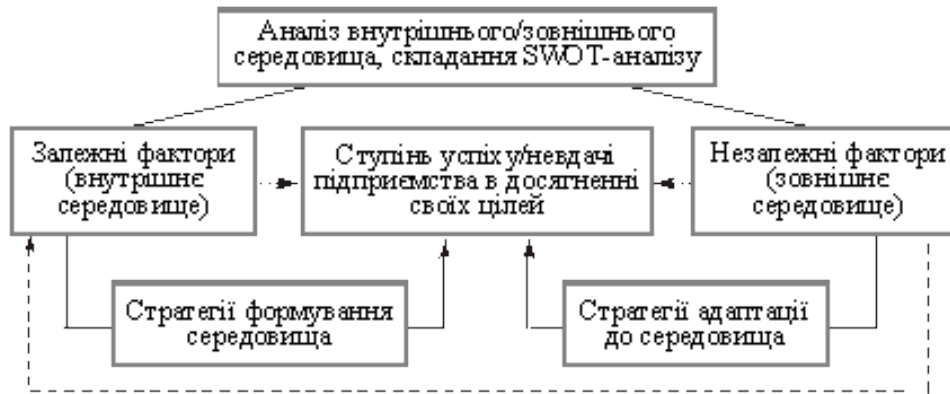 Аналіз внутрішнього/зовнішнього
середовища, складання SWOT-аналізу
Залежні фактори
(внутрішнє
середовище)
Ступінь успіху/невдачі
підприємства в досягненні
своїх цілей
Незалежні фактори
(зовнішнє
середовище)
Стратегії формування
середовища
Стратегії адаптації
до середовища